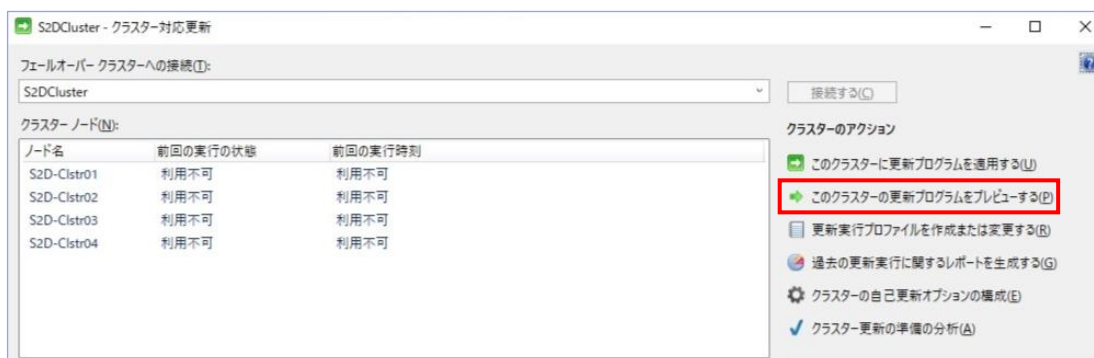 S2DCluster - クラスター対応更新
フェールオーバー クラスターへの接続(T):
S2DCluster
接続する(C)
クラスター ノード(N):
クラスターのアクション
ノード名 前回の実行の状態 前回の実行時刻
S2D-Clstr01 利用不可 利用不可
S2D-Clstr02 利用不可 利用不可
S2D-Clstr03 利用不可 利用不可
S2D-Clstr04 利用不可 利用不可
このクラスターに更新プログラムを適用する(U)
このクラスターの更新プログラムをプレビューする(P)
更新実行プロファイルを作成または変更する(R)
過去の更新実行に関するレポートを生成する(G)
クラスターの自己更新オプションの構成(E)
クラスター更新の準備の分析(A)